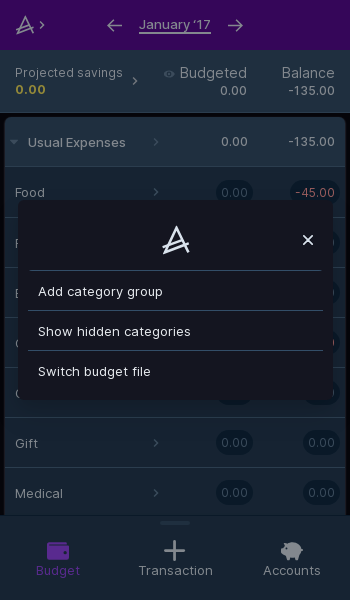 January ‘17
Projected savings Budgeted Balance
0.00 0.00 -135.00
Usual Expenses 0.00 -135.00
Food 0.00 -45.00
Add category group
Show hidden categories
Switch budget file
Gift 0.00 0.00
Medical 0.00 0.00
Budget Transaction Accounts